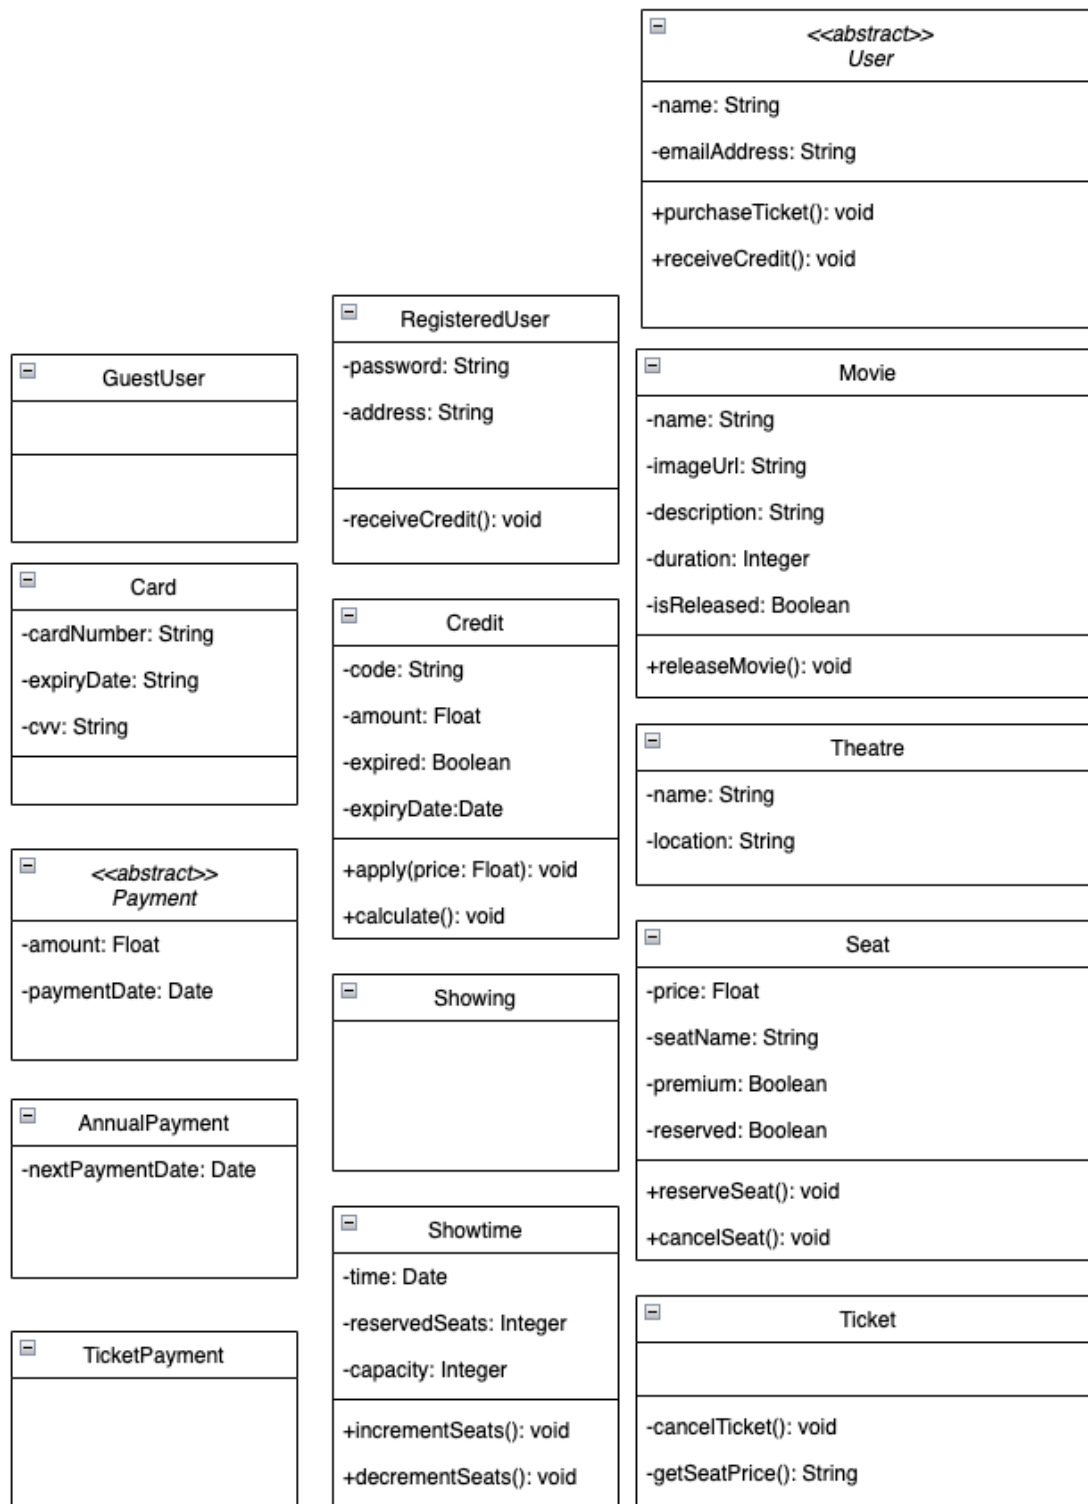 <<abstract>>
User
-name: String
-emailAddress: String
+purchaseTicket(): void
+receiveCredit(): void
RegisteredUser
-password: String
-address: String
-receiveCredit(): void
GuestUser
Movie
-name: String
-imageUrl: String
-description: String
-duration: Integer
-isReleased: Boolean
+releaseMovie(): void
Card
-cardNumber: String
-expiryDate: String
-cvv: String
Credit
-code: String
-amount: Float
-expired: Boolean
-expiryDate:Date
+apply(price: Float): void
+calculate(): void
Theatre
-name: String
-location: String
<<abstract>>
Payment
-amount: Float
-paymentDate: Date
Showing
Seat
-price: Float
-seatName: String
-premium: Boolean
-reserved: Boolean
+reserveSeat(): void
+cancelSeat(): void
AnnualPayment
-nextPaymentDate: Date
Showtime
-time: Date
-reservedSeats: Integer
-capacity: Integer
+incrementSeats(): void
+decrementSeats(): void
Ticket
-cancelTicket(): void
-getSeatPrice(): String
TicketPayment